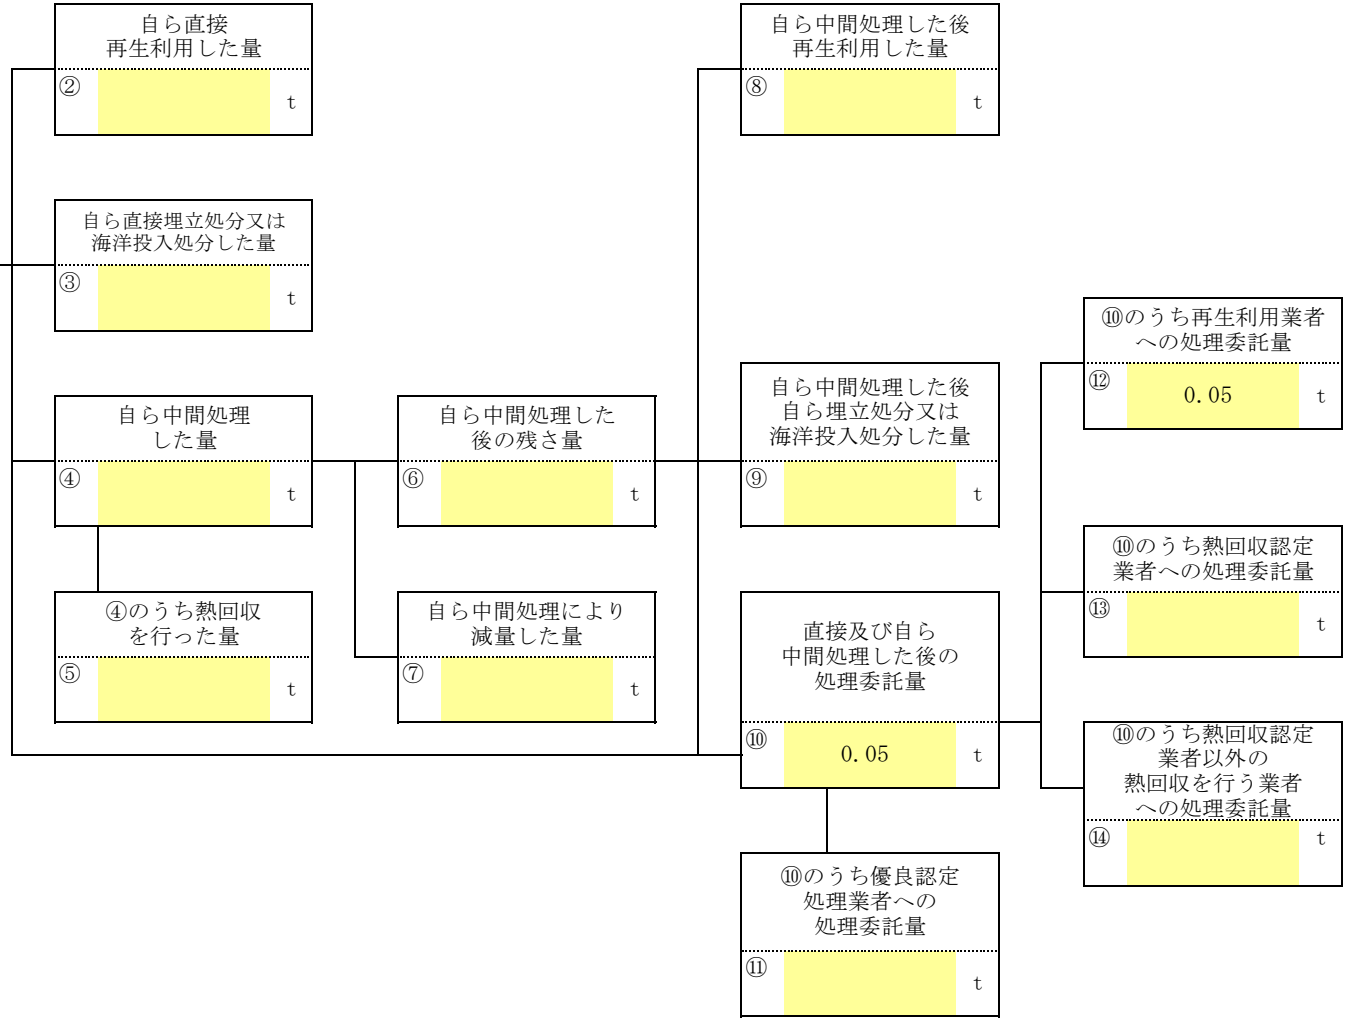 自ら直接
再生利用した量
②
t
自ら中間処理した後
再生利用した量
⑧
t
自ら直接埋立処分又は
海洋投入処分した量
③
t
⑩のうち再生利用業者
への処理委託量
⑫
0.05
t
自ら中間処理
した量
④
t
自ら中間処理した
後の残さ量
⑥
t
自ら中間処理した後
自ら埋立処分又は
海洋投入処分した量
⑨
t
⑩のうち熱回収認定
業者への処理委託量
⑬
t
④のうち熱回収
を行った量
⑤
t
自ら中間処理により
減量した量
⑦
t
直接及び自ら
中間処理した後の
処理委託量
⑩
0.05
t
⑩のうち熱回収認定
業者以外の
熱回収を行う業者
への処理委託量
⑭
t
⑩のうち優良認定
処理業者への
処理委託量
⑪
t